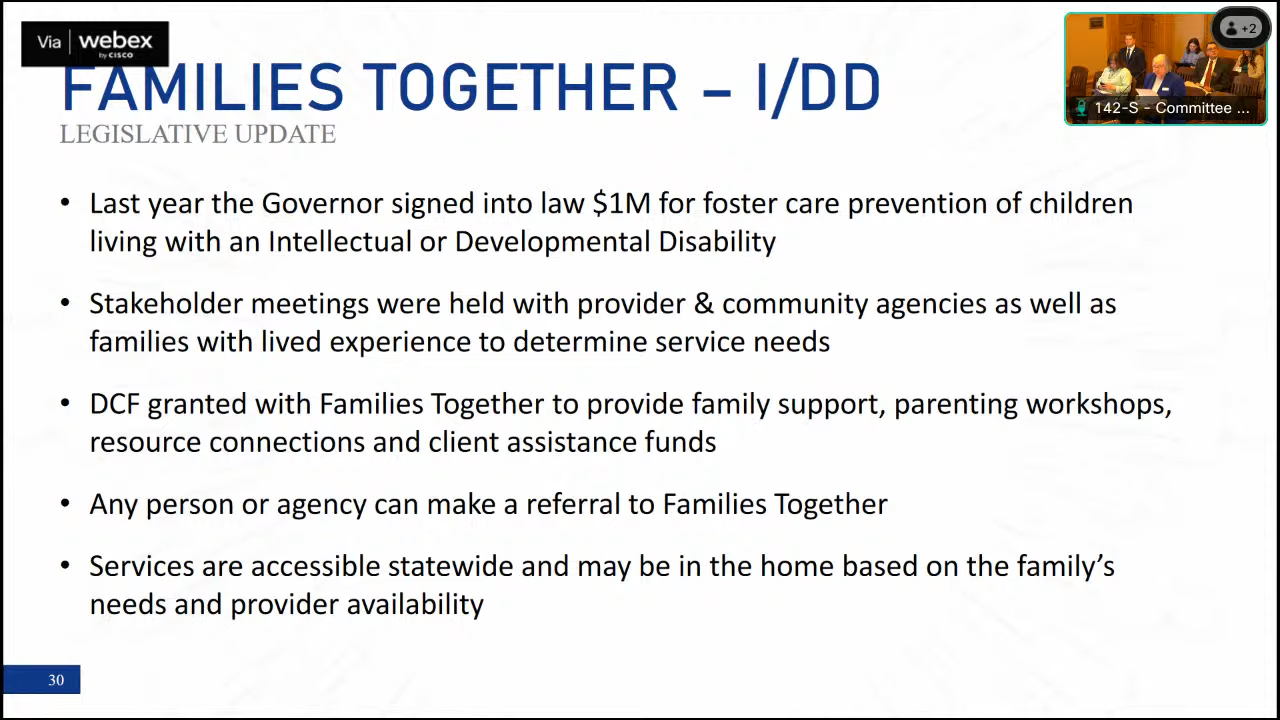 Via webex
by CISCO
+2
142-S - Committee ...
FAMILIES TOGETHER – I/DD
LEGISLATIVE UPDATE
• Last year the Governor signed into law $1M for foster care prevention of children
living with an Intellectual or Developmental Disability
• Stakeholder meetings were held with provider & community agencies as well as
families with lived experience to determine service needs
• DCF granted with Families Together to provide family support, parenting workshops,
resource connections and client assistance funds
• Any person or agency can make a referral to Families Together
• Services are accessible statewide and may be in the home based on the family’s
needs and provider availability
30